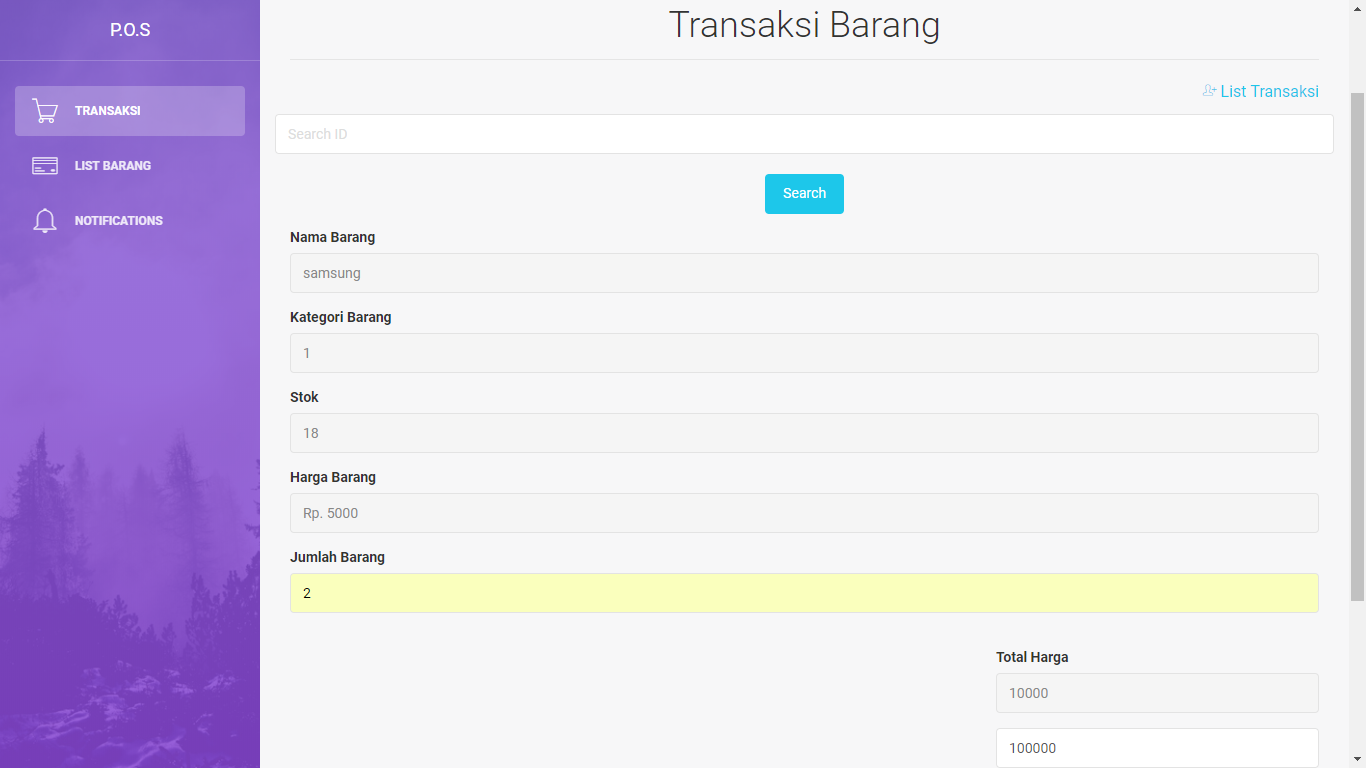 P.O.S
TRANSAKSI
LIST BARANG
NOTIFICATIONS
Transaksi Barang
List Transaksi
Search ID
Search
Nama Barang
samsung
Kategori Barang
1
Stok
18
Harga Barang
Rp. 5000
Jumlah Barang
2
Total Harga
10000
100000